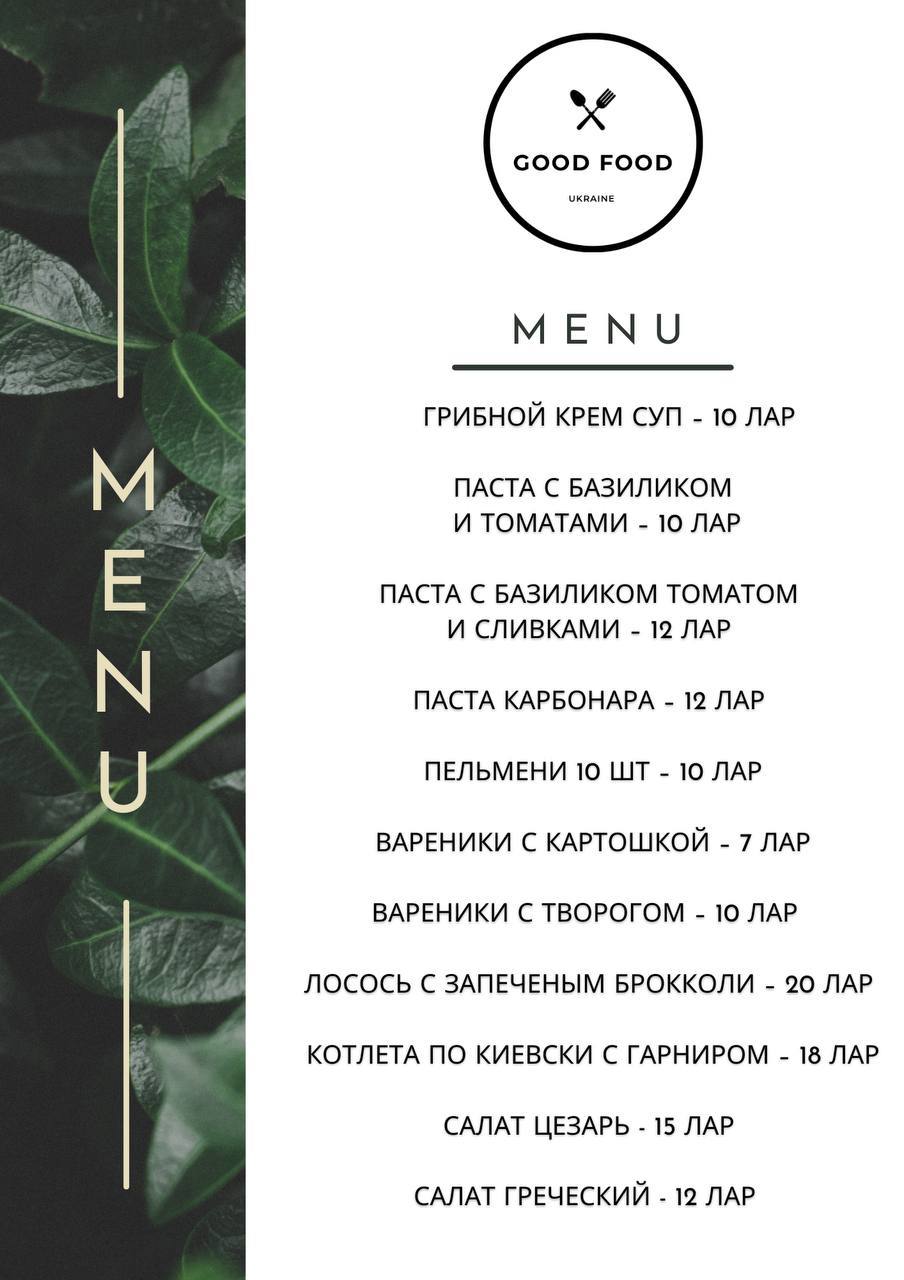 M
E
N
U
GOOD FOOD
UKRAINE
MENU
ГРИБНОЙ КРЕМ СУП – 10 ЛАР
ПАСТА С БАЗИЛИКОМ
И ТОМАТАМИ – 10 ЛАР
ПАСТА С БАЗИЛИКОМ ТОМАТОМ
И СЛИВКАМИ – 12 ЛАР
ПАСТА КАРБОНАРА – 12 ЛАР
ПЕЛЬМЕНИ 10 ШТ – 10 ЛАР
ВАРЕНИКИ С КАРТОШКОЙ – 7 ЛАР
ВАРЕНИКИ С ТВОРОГОМ – 10 ЛАР
ЛОСОСЬ С ЗАПЕЧЕНЫМ БРОККОЛИ – 20 ЛАР
КОТЛЕТА ПО КИЕВСКИ С ГАРНИРОМ – 18 ЛАР
САЛАТ ЦЕЗАРЬ - 15 ЛАР
САЛАТ ГРЕЧЕСКИЙ - 12 ЛАР